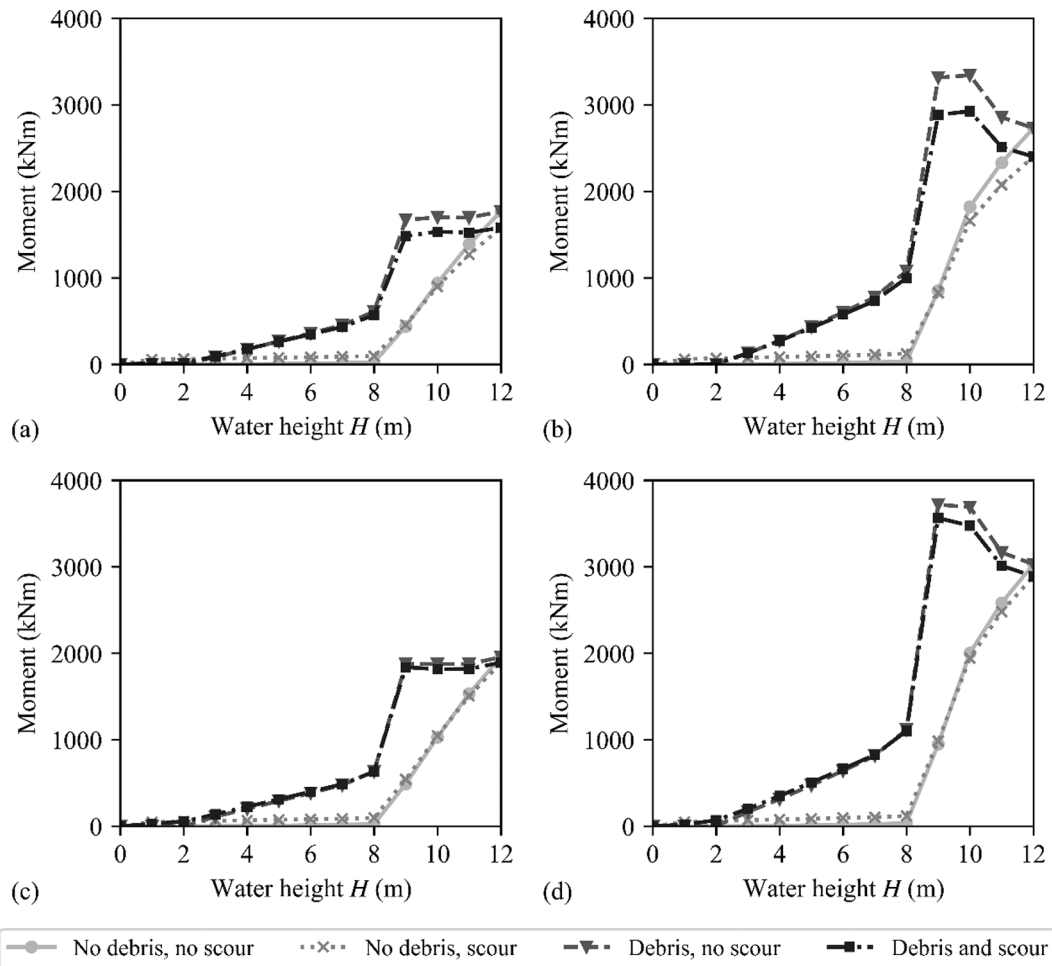 4000
3000
2000
1000
0
Moment (kNm)
0 2 4 6 8 10 12
Water height H (m)
(a)
4000
3000
2000
1000
0
Moment (kNm)
0 2 4 6 8 10 12
Water height H (m)
(b)
4000
3000
2000
1000
0
Moment (kNm)
0 2 4 6 8 10 12
Water height H (m)
(c)
4000
3000
2000
1000
0
Moment (kNm)
0 2 4 6 8 10 12
Water height H (m)
(d)
No debris, no scour No debris, scour Debris, no scour Debris and scour